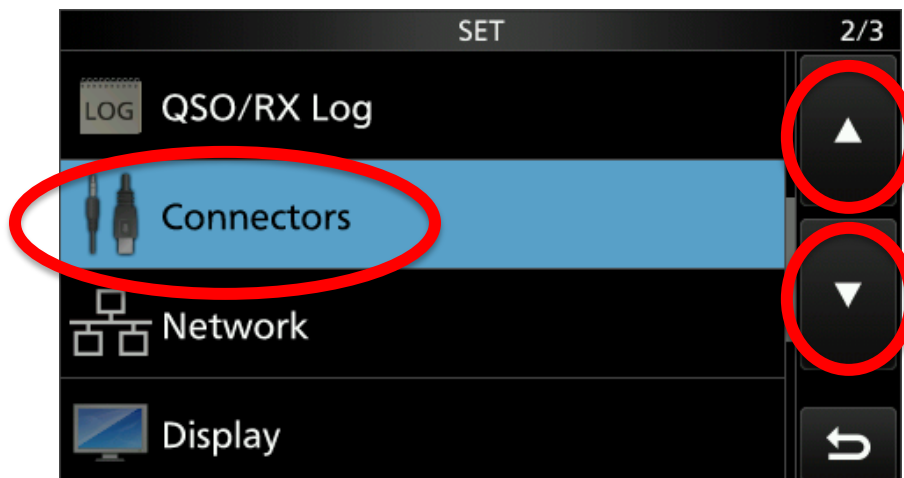 SET 2/3
LOG QSO/RX Log
Connectors
Network
Display